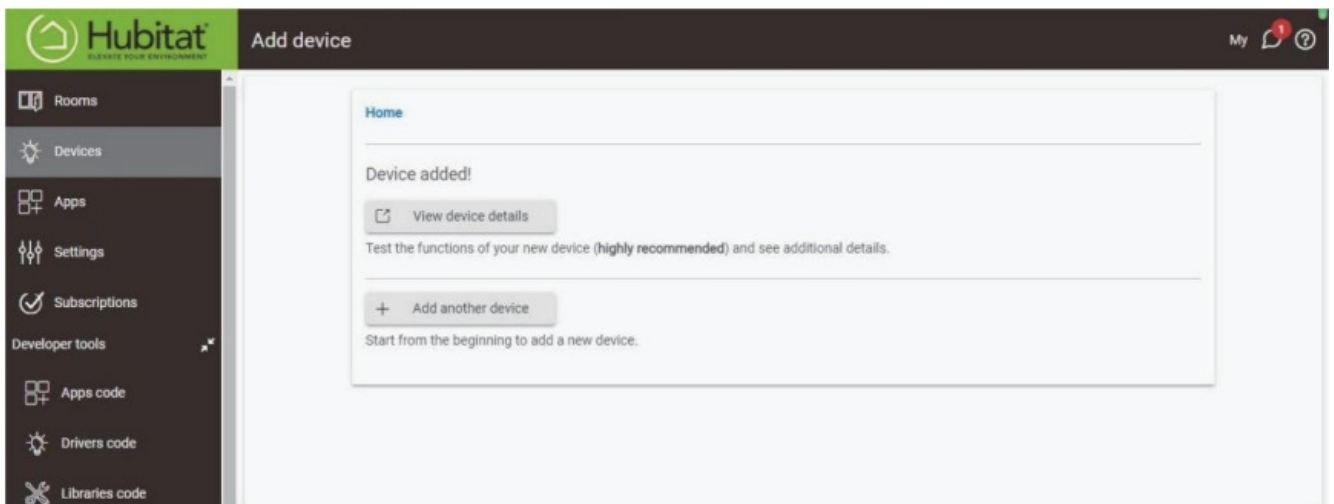 Hubitat
ELEVATE YOUR ENVIRONMENT
Add device
My
1
?
Rooms
Devices
Apps
Settings
Subscriptions
Developer tools
Apps code
Drivers code
Libraries code
Home
Device added!
View device details
Test the functions of your new device (highly recommended) and see additional details.
+ Add another device
Start from the beginning to add a new device.